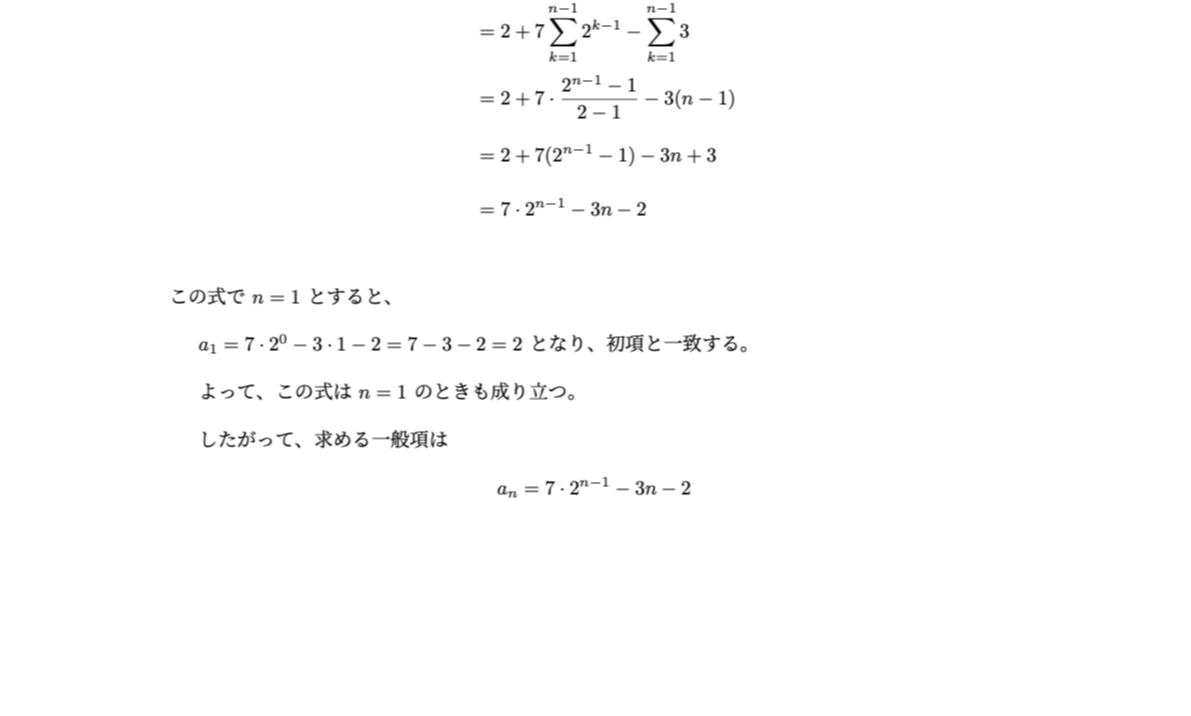 = 2 + 7 \sum_{k=1}^{n-1} 2^{k-1} - \sum_{k=1}^{n-1} 3
= 2 + 7 \cdot \frac{2^{n-1} - 1}{2 - 1} - 3(n - 1)
= 2 + 7(2^{n-1} - 1) - 3n + 3
= 7 \cdot 2^{n-1} - 3n - 2
この式で n = 1 とすると、
a_1 = 7 \cdot 2^0 - 3 \cdot 1 - 2 = 7 - 3 - 2 = 2 となり、初項と一致する。
よって、この式は n = 1 のときも成り立つ。
したがって、求める一般項は
a_n = 7 \cdot 2^{n-1} - 3n - 2